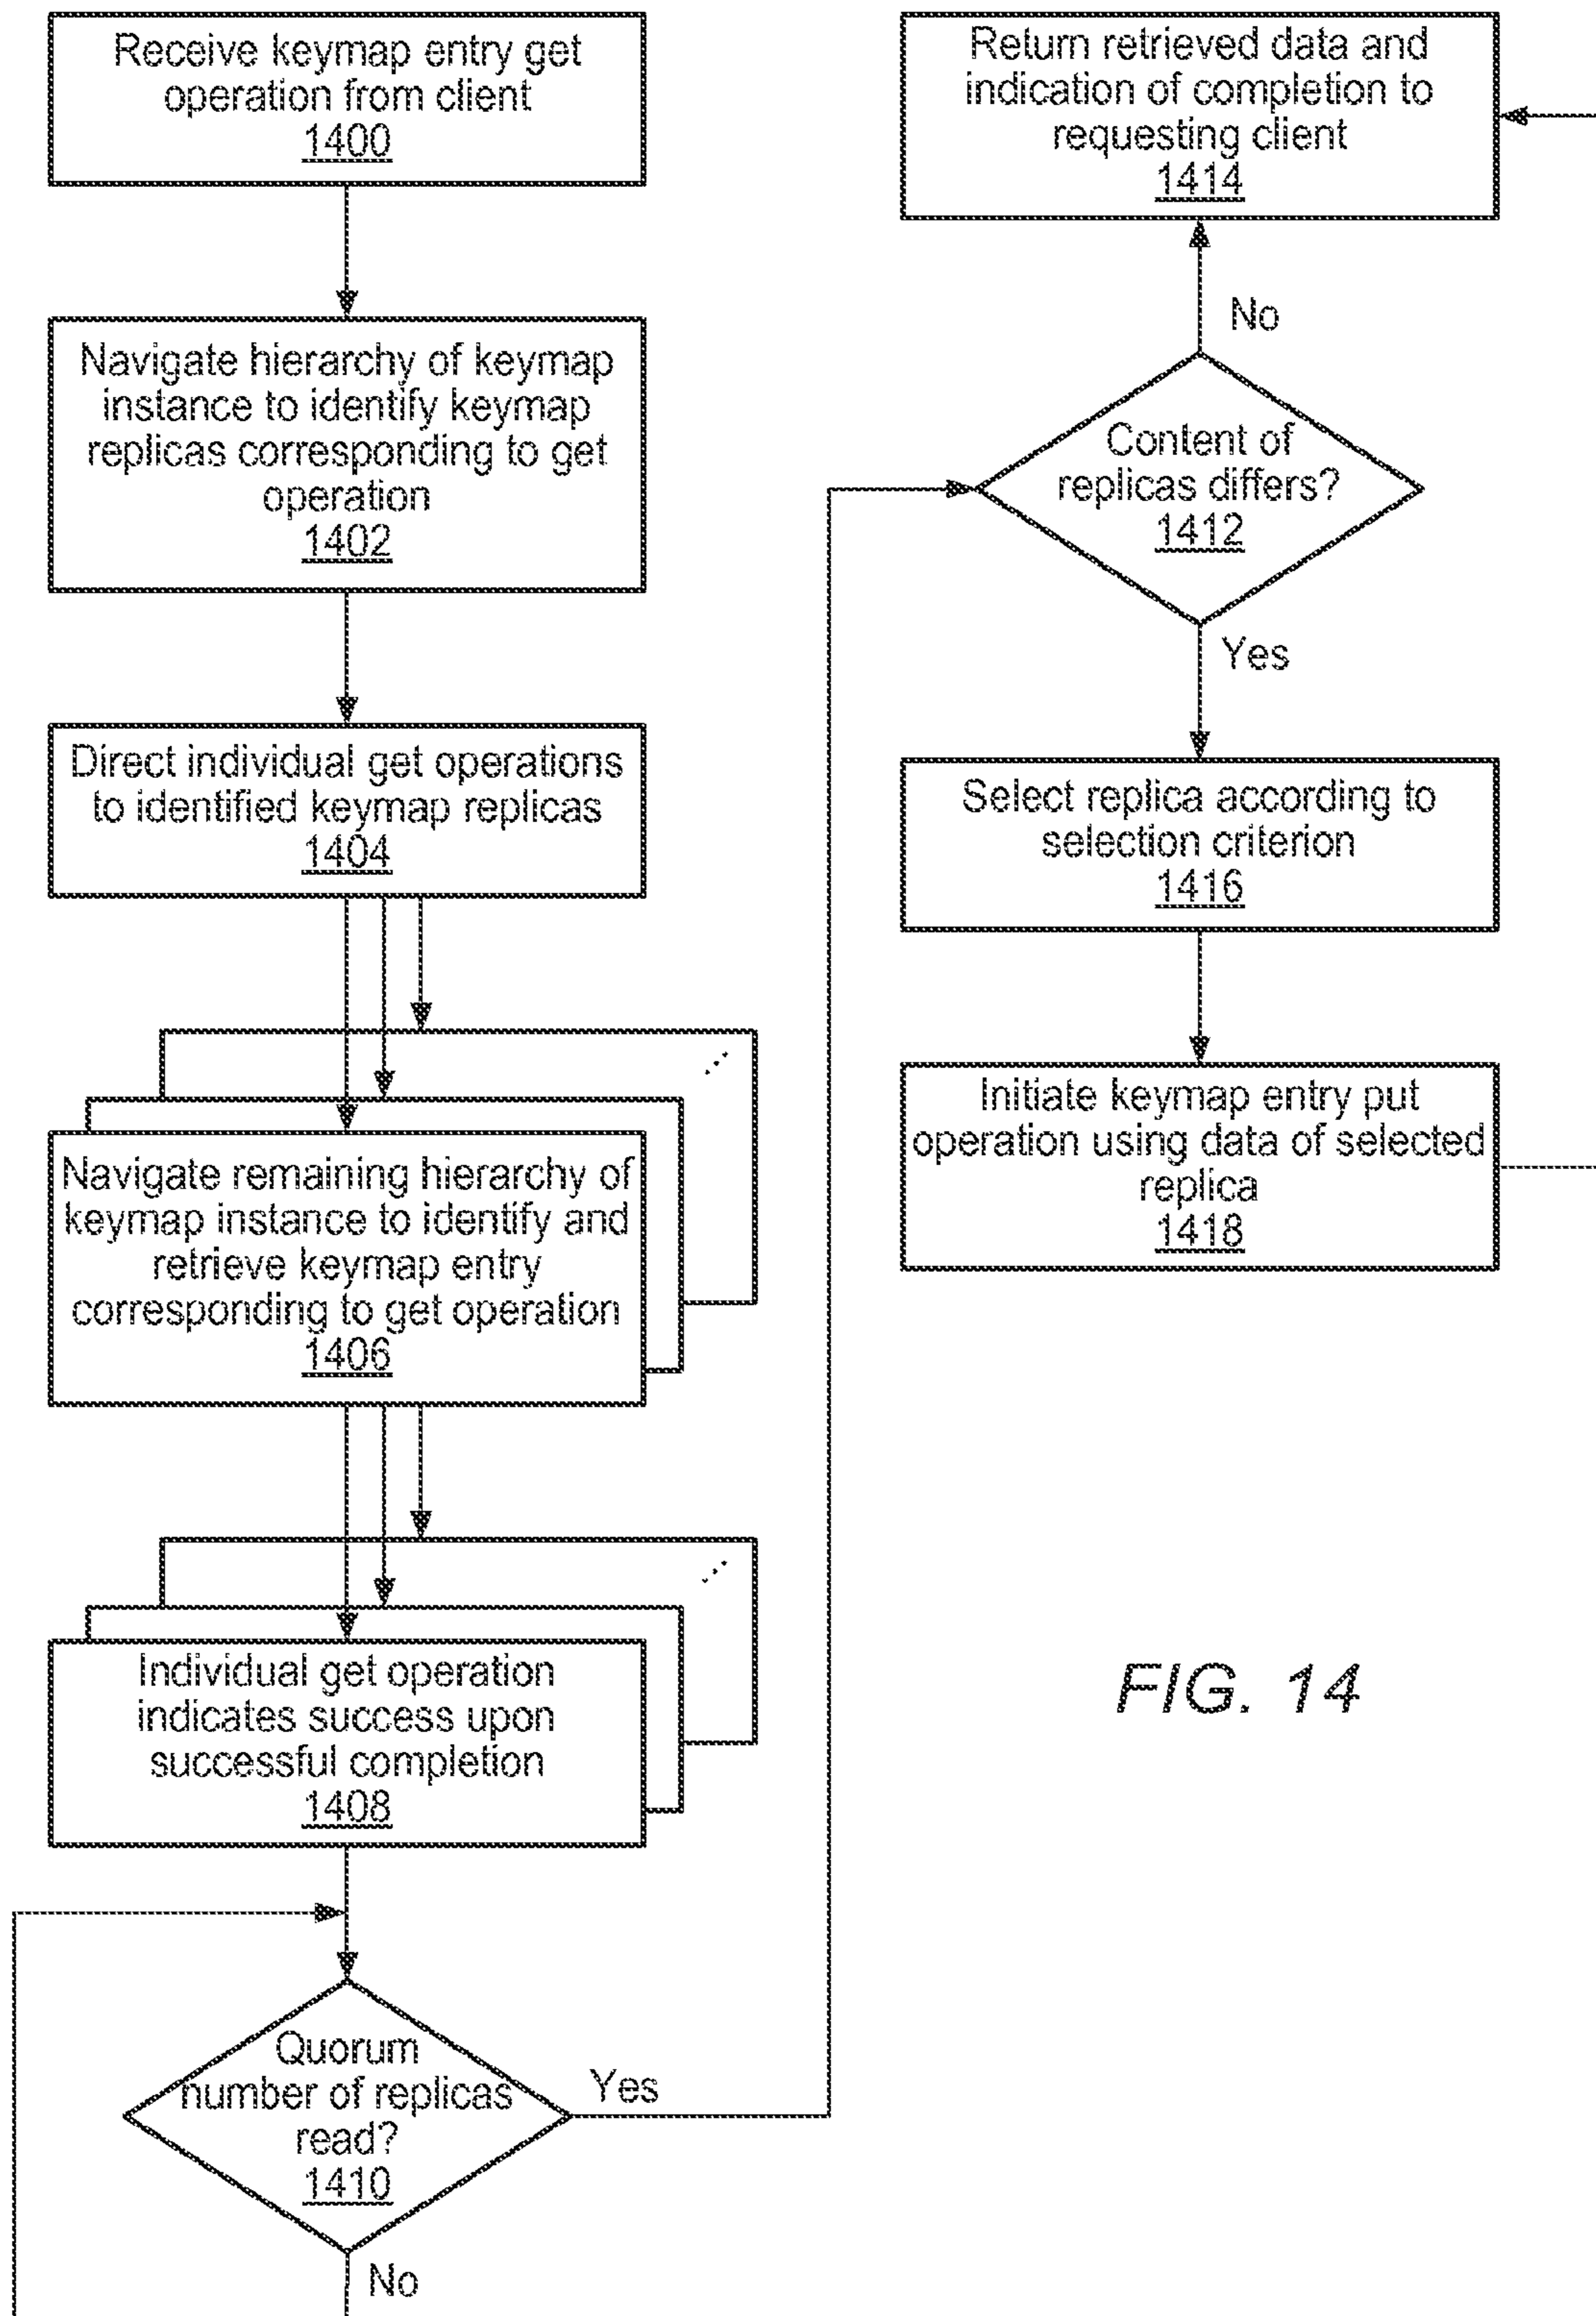 Receive keymap entry get
operation from client
1400
Navigate hierarchy of keymap
instance to identify keymap
replicas corresponding to get
operation
1402
Direct individual get operations
to identified keymap replicas
1404
Navigate remaining hierarchy of
keymap instance to identify and
retrieve keymap entry
corresponding to get operation
1406
Individual get operation
indicates success upon
successful completion
1408
Quorum
number of replicas
read?
1410
Yes
No
Return retrieved data and
indication of completion to
requesting client
1414
No
Content of
replicas differs?
1412
Yes
Select replica according to
selection criterion
1416
Initiate keymap entry put
operation using data of selected
replica
1418
FIG. 14